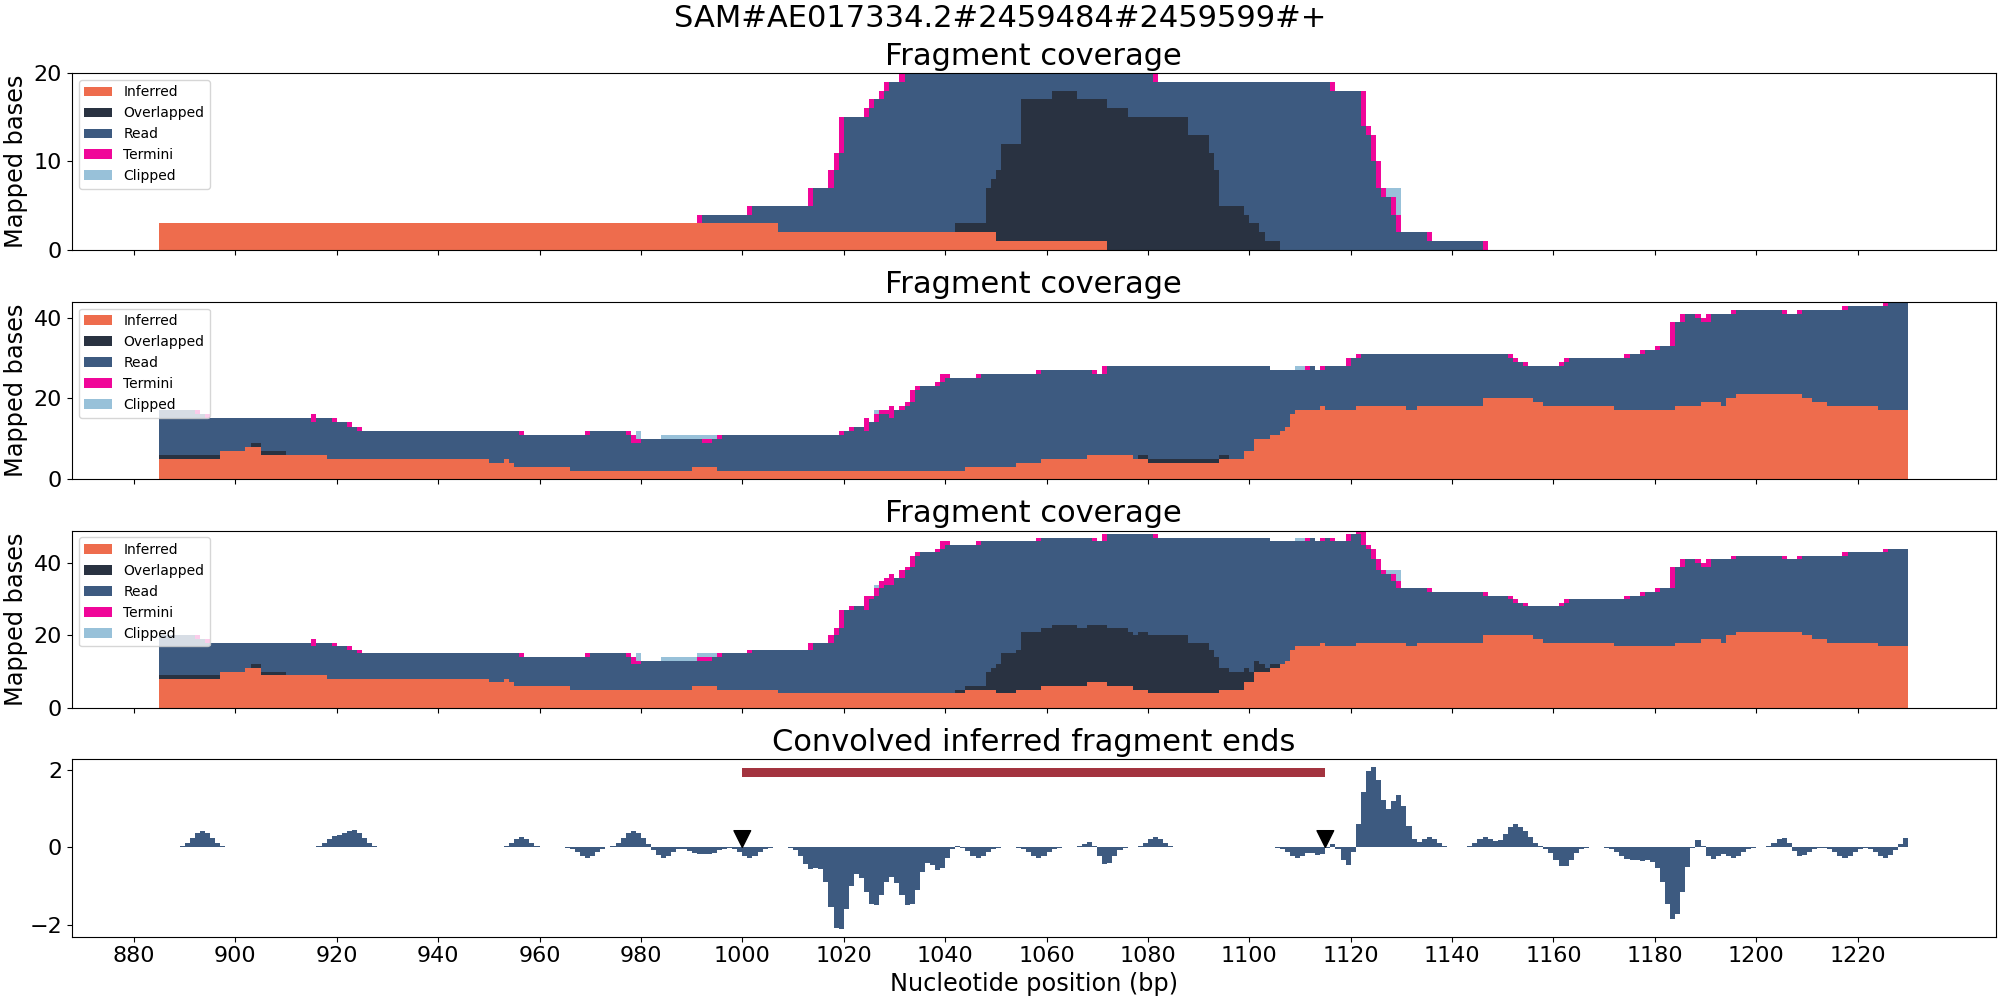 SAM#AE017334.2#2459484#2459599#+
Fragment coverage
Mapped bases
20
10
0
Inferred
Overlapped
Read
Termini
Clipped
Fragment coverage
Mapped bases
40
20
0
Inferred
Overlapped
Read
Termini
Clipped
Fragment coverage
Mapped bases
40
20
0
Inferred
Overlapped
Read
Termini
Clipped
Convolved inferred fragment ends
2
0
−2
880 900 920 940 960 980 1000 1020 1040 1060 1080 1100 1120 1140 1160 1180 1200 1220
Nucleotide position (bp)